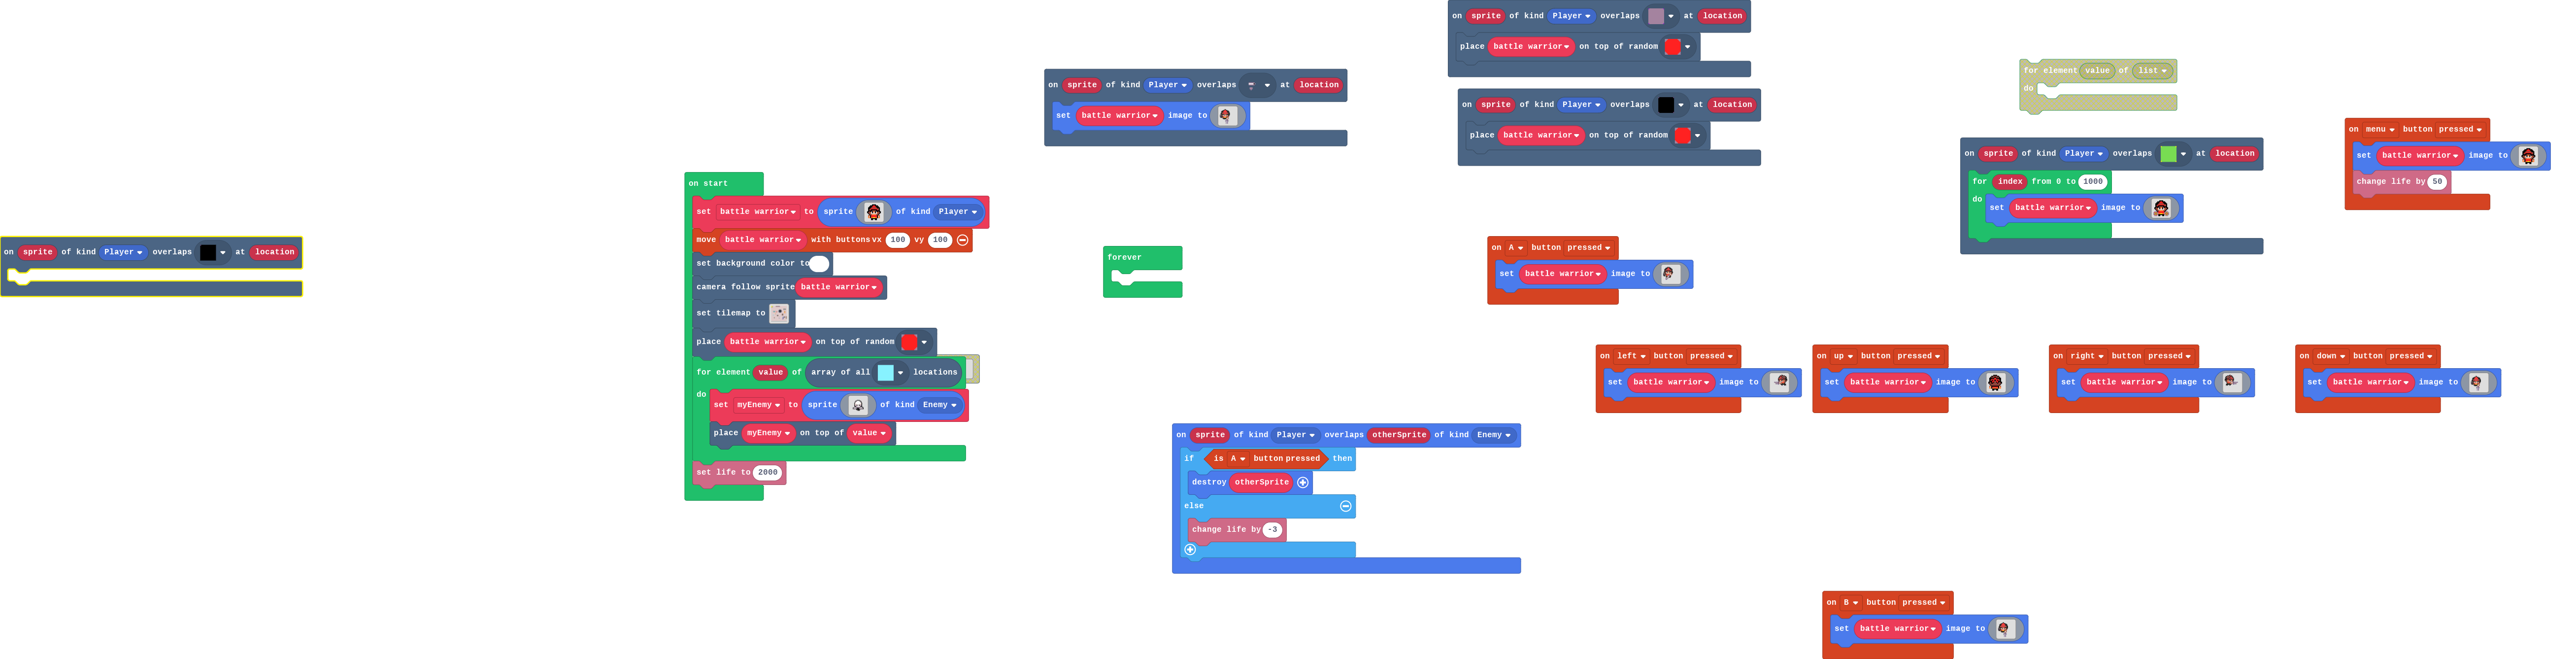 on sprite of kind Player overlaps at location
on start
set battle warrior to sprite of kind Player
move battle warrior with buttons vx 100 vy 100
set background color to
camera follow sprite battle warrior
set tilemap to
place battle warrior on top of random
for element value of array of all locations
do
set myEnemy to sprite of kind Enemy
place myEnemy on top of value
set life to 2000
on sprite of kind Player overlaps at location
set battle warrior image to
forever
on sprite of kind Player overlaps otherSprite of kind Enemy
if is A button pressed then
destroy otherSprite
else
change life by -3
on sprite of kind Player overlaps at location
place battle warrior on top of random
on sprite of kind Player overlaps at location
place battle warrior on top of random
on A button pressed
set battle warrior image to
on left button pressed
set battle warrior image to
on up button pressed
set battle warrior image to
on right button pressed
set battle warrior image to
on down button pressed
set battle warrior image to
on B button pressed
set battle warrior image to
for element value of list
do
on sprite of kind Player overlaps at location
for index from 0 to 1000
do
set battle warrior image to
on menu button pressed
set battle warrior image to
change life by 50